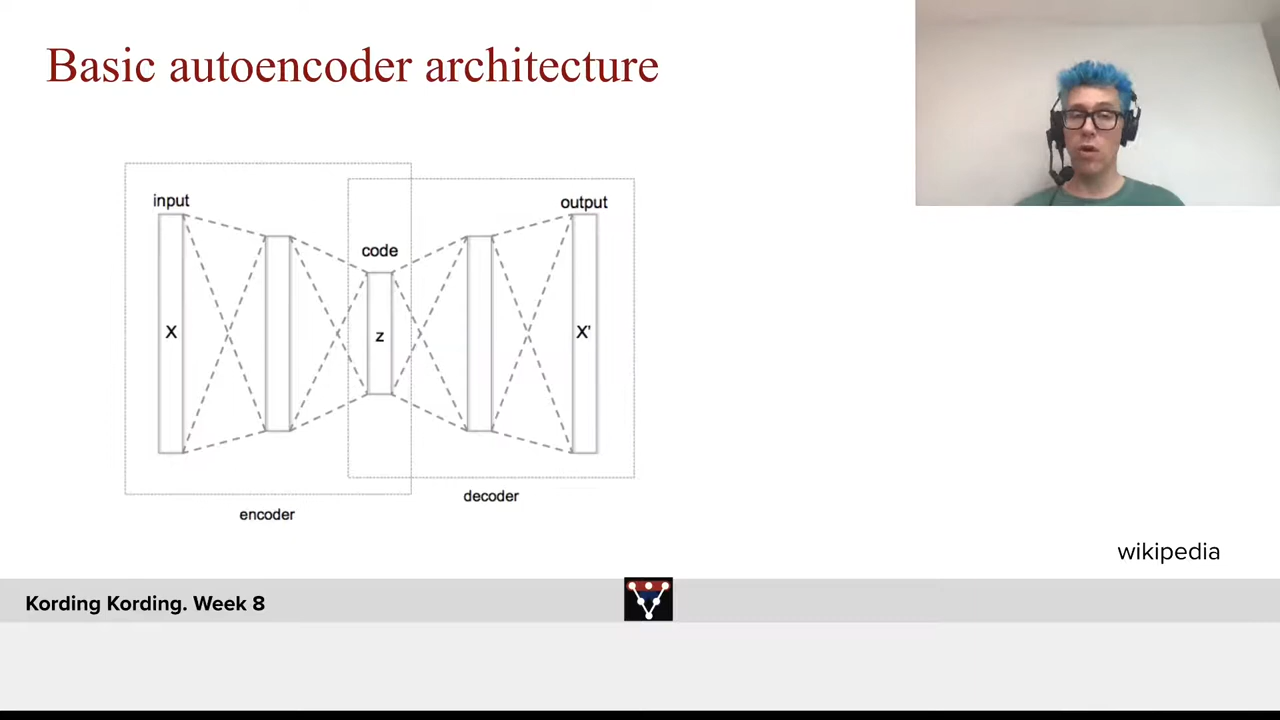 Basic autoencoder architecture
input
output
code
X
z
X'
decoder
encoder
wikipedia
Kording Kording. Week 8